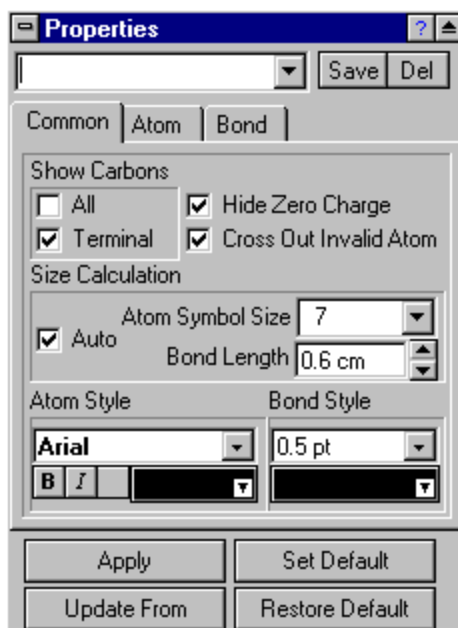 Properties ?
Save Del
Common Atom Bond
Show Carbons
All Hide Zero Charge
Terminal Cross Out Invalid Atom
Size Calculation
Atom Symbol Size 7
Auto
Bond Length 0.6 cm
Atom Style Bond Style
Arial 0.5 pt
B I
Apply Set Default
Update From Restore Default